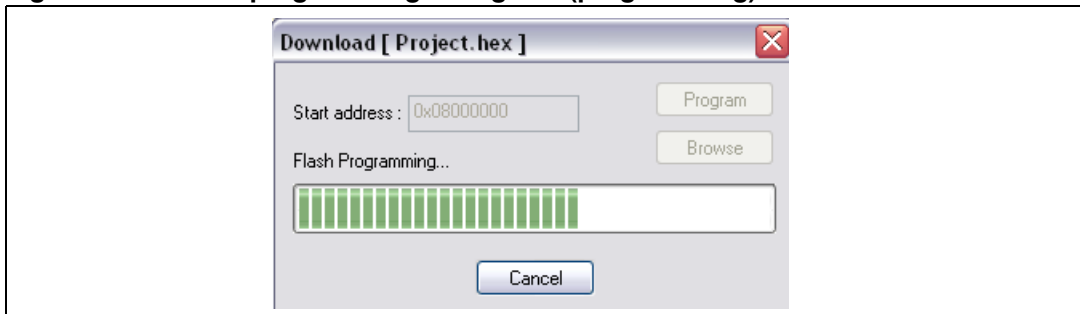 Download [ Project.hex ]
Start address : 0x08000000
Program
Browse
Flash Programming...
Cancel